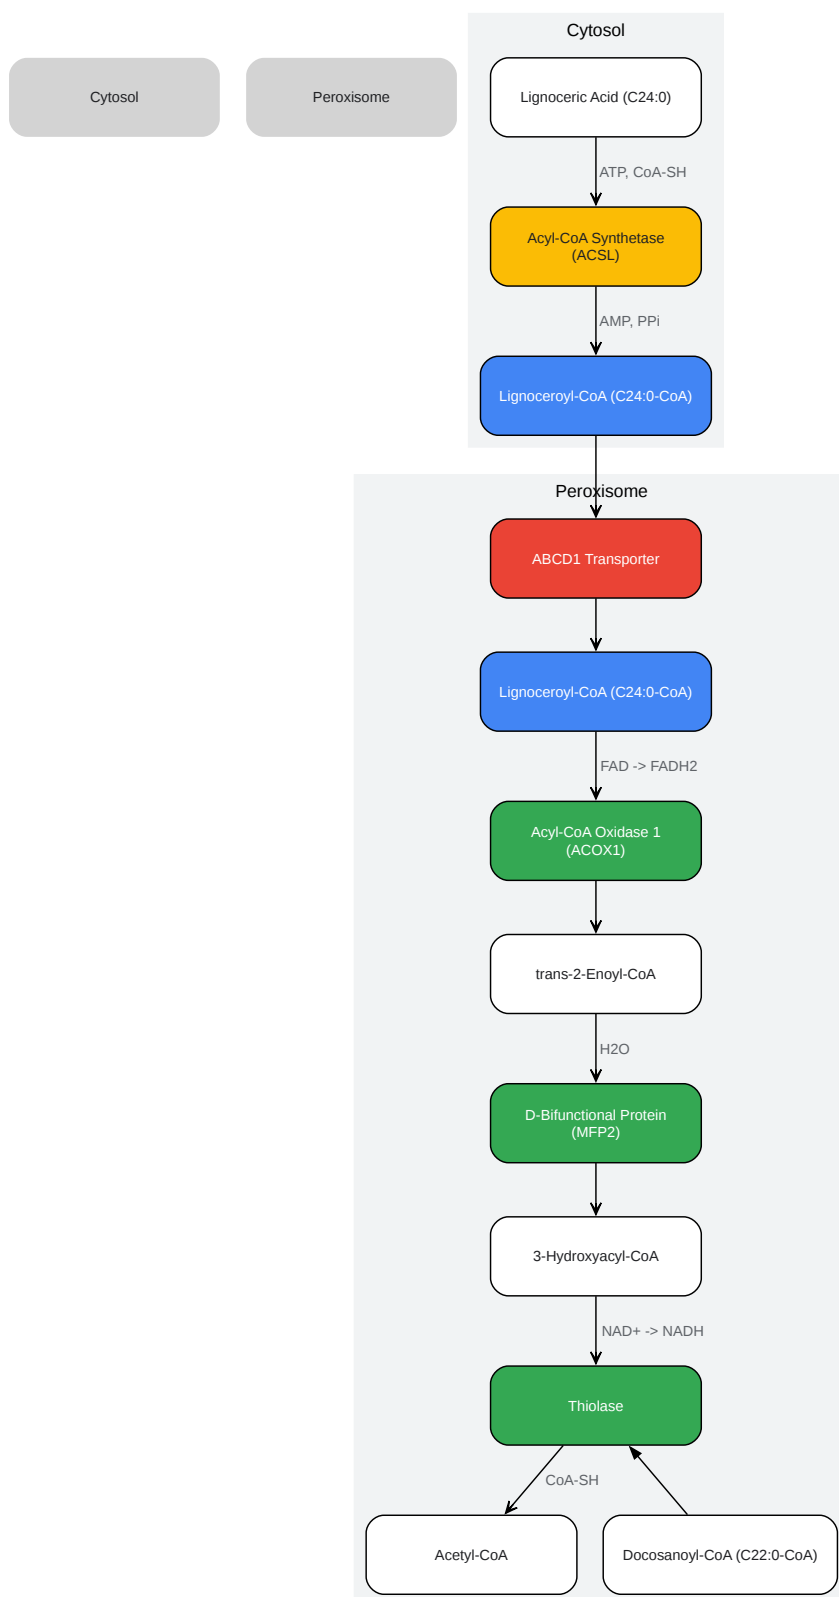 Cytosol
Cytosol
Peroxisome
Lignoceric Acid (C24:0)
ATP, CoA-SH
Acyl-CoA Synthetase
(ACSL)
AMP, PPi
Lignoceroyl-CoA (C24:0-CoA)
Peroxisome
ABCD1 Transporter
Lignoceroyl-CoA (C24:0-CoA)
FAD -> FADH2
Acyl-CoA Oxidase 1
(ACOX1)
trans-2-Enoyl-CoA
H2O
D-Bifunctional Protein
(MFP2)
3-Hydroxyacyl-CoA
NAD+ -> NADH
Thiolase
CoA-SH
Acetyl-CoA
Docosanoyl-CoA (C22:0-CoA)